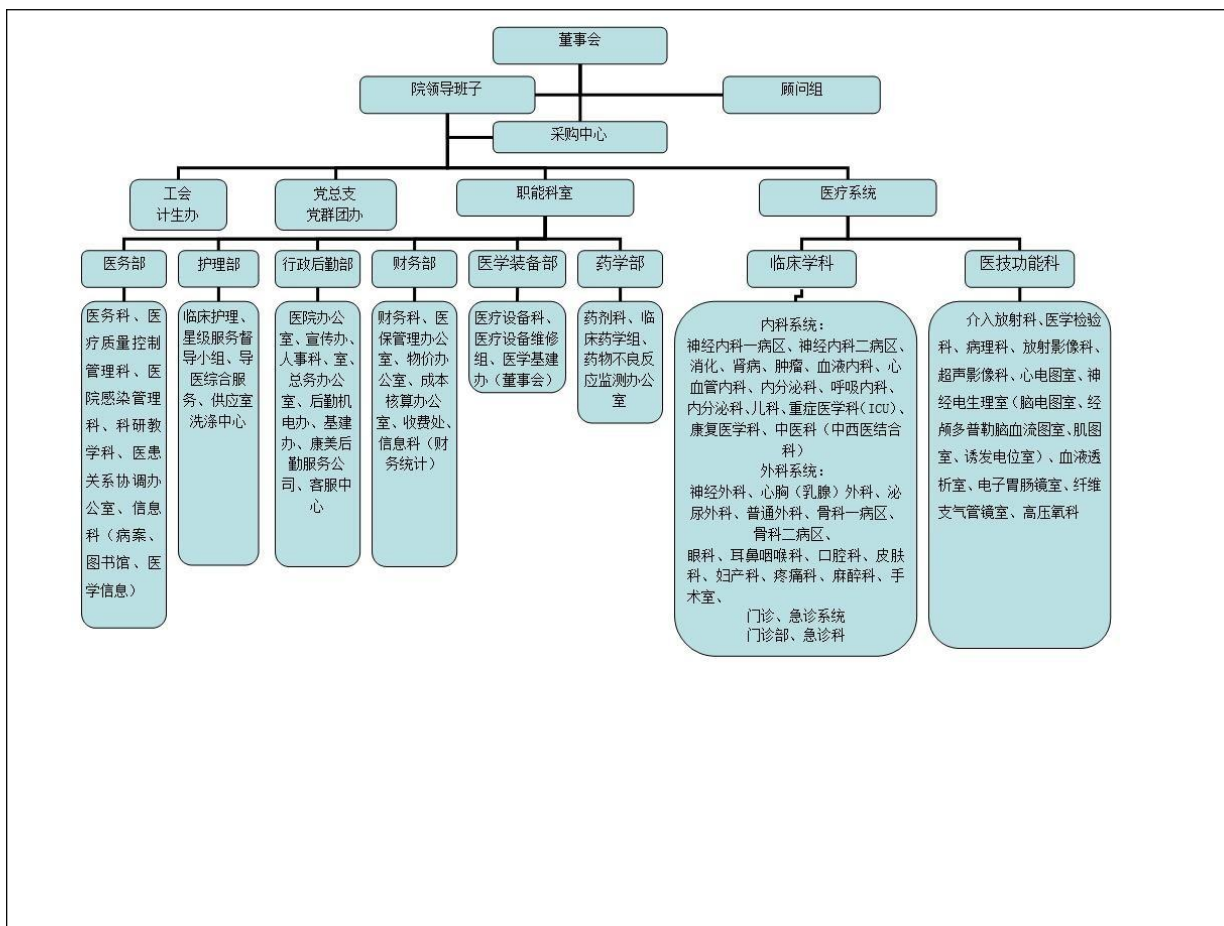 董事会
院领导班子
顾问组
采购中心
工会
计生办
党总支
党群团办
职能科室
医疗系统
医务部
护理部
行政后勤部
财务部
医学装备部
药学部
临床学科
医技功能科
医务科、医
疗质量控制
管理科、医
院感染管理
科、科研教
学科、医患
关系协调办
公室、信息
科（病案、
图书馆、医
学信息）
临床护理、
星级服务督
导小组、导
医综合服
务、供应室
洗涤中心
医院办公
室、宣传办、
人事科、室、
总务办公
室、后勤机
电办、基建
办、康美后
勤服务公
司、客服中
心
财务科、医
保管理办公
室、物价办
公室、成本
核算办公
室、收费处、
信息科（财
务统计）
医疗设备科、
医疗设备维修
组、医学基建
办（董事会）
药剂科、临
床药学组、
药物不良反
应监测办公
室
内科系统：
神经内科一病区、神经内科二病区、
消化、肾病、肿瘤、血液内科、心
血管内科、内分泌科、呼吸内科、
内分泌科、儿科、重症医学科（ICU）、
康复医学科、中医科（中西医结合
科）
外科系统：
神经外科、心胸（乳腺）外科、泌
尿外科、普通外科、骨科一病区、
骨科二病区、
眼科、耳鼻咽喉科、口腔科、皮肤
科、妇产科、疼痛科、麻醉科、手
术室、
门诊、急诊系统
门诊部、急诊科
介入放射科、医学检验
科、病理科、放射影像科、
超声影像科、心电图室、神
经电生理室（脑电图室、经
颅多普勒脑血流图室、肌图
室、诱发电位室）、血液透
析室、电子胃肠镜室、纤维
支气管镜室、高压氧科